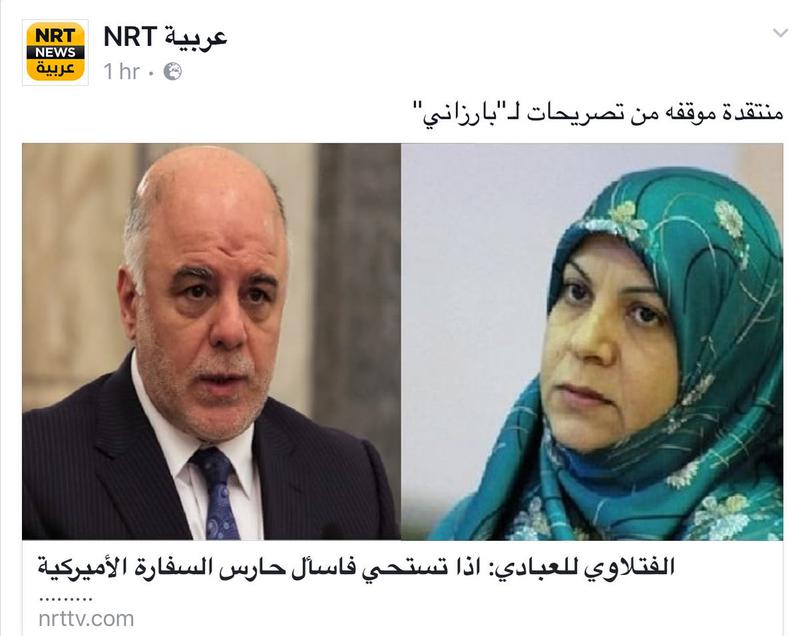 NRT
NEWS
عربية
NRT عربية
1 hr ·
منتقدة موقفه من تصريحات لـ"بارزاني"
الفتلاوي للعبادي: اذا تستحي فاسأل حارس السفارة الأميركية
.........
nrttv.com